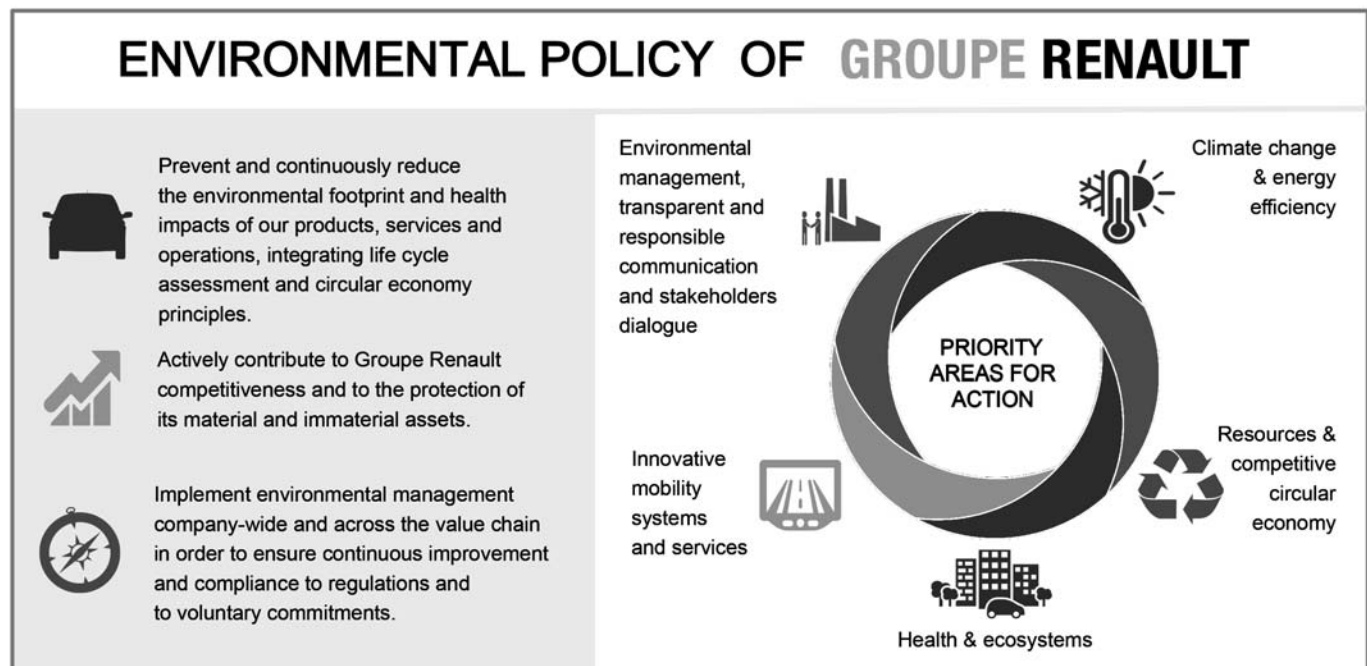 ENVIRONMENTAL POLICY OF GROUPE RENAULT
Prevent and continuously reduce
the environmental footprint and health
impacts of our products, services and
operations, integrating life cycle
assessment and circular economy
principles.
Actively contribute to Groupe Renault
competitiveness and to the protection of
its material and immaterial assets.
Implement environmental management
company-wide and across the value chain
in order to ensure continuous improvement
and compliance to regulations and
to voluntary commitments.
Environmental
management,
transparent and
responsible
communication
and stakeholders
dialogue
Climate change
& energy
efficiency
PRIORITY
AREAS FOR
ACTION
Innovative
mobility
systems
and services
Resources &
competitive
circular
economy
Health & ecosystems